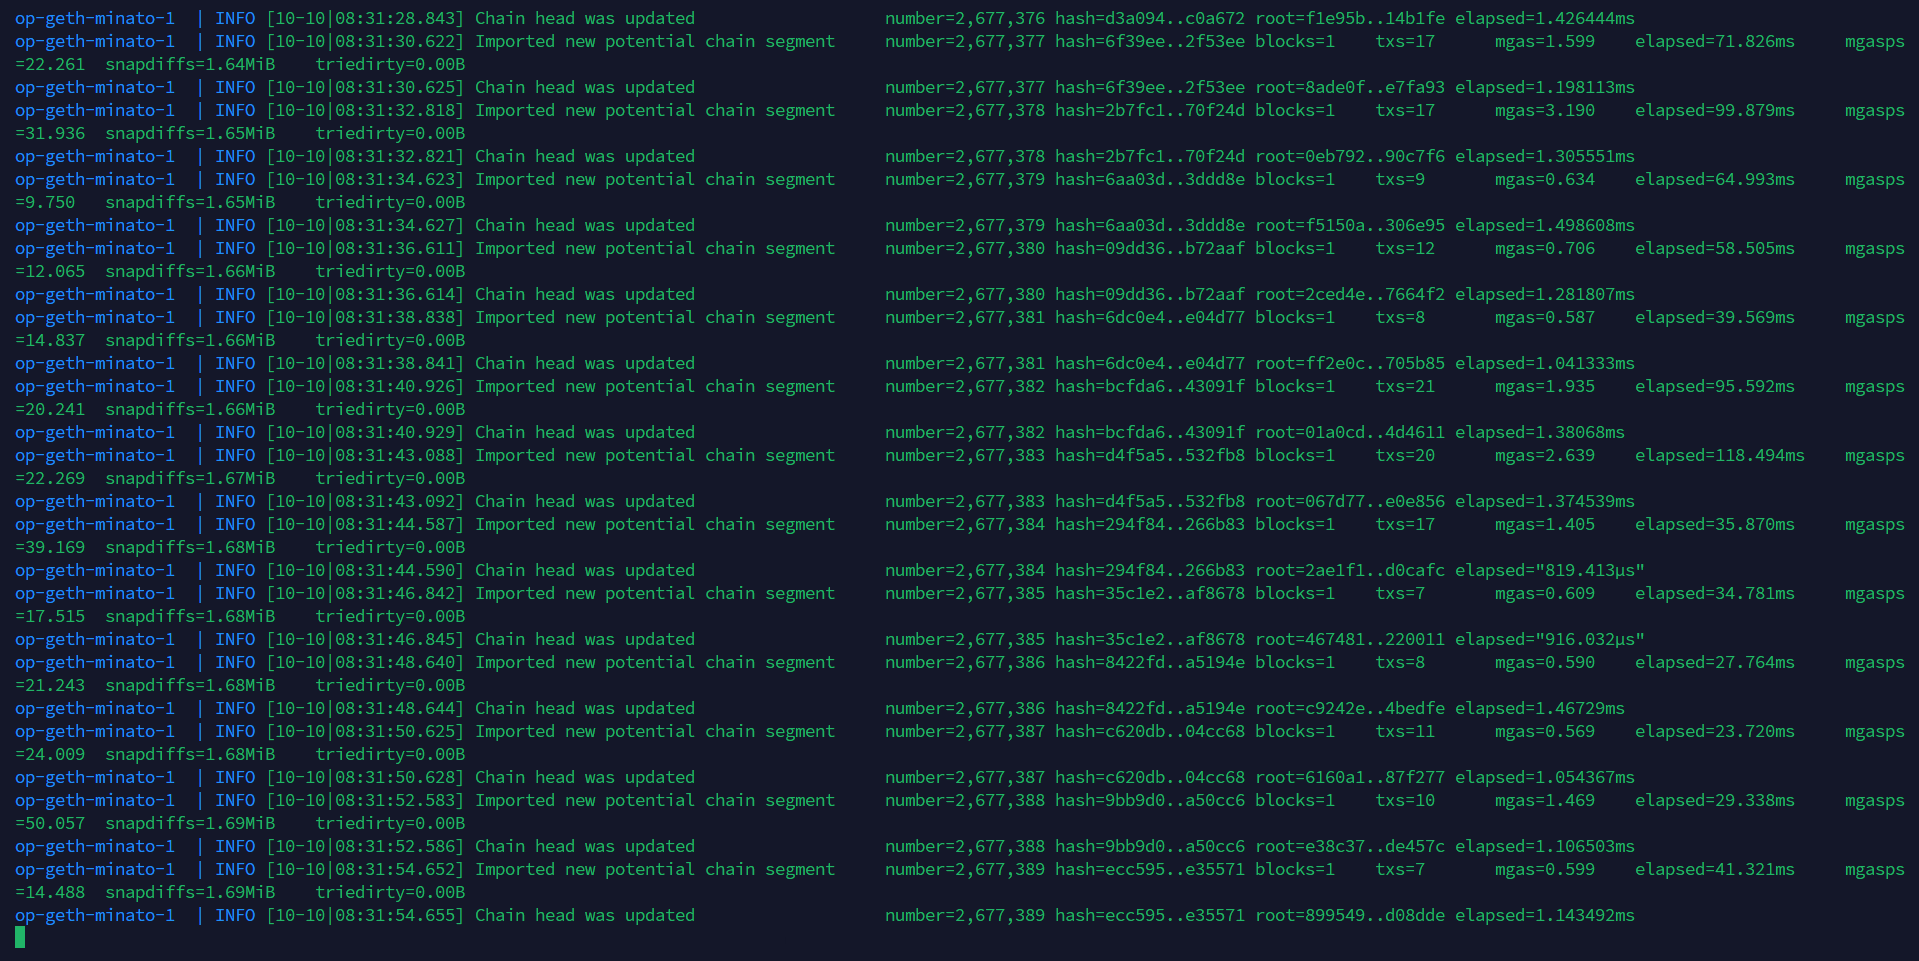 op-geth-minato-1  | INFO [10-10|08:31:28.843] Chain head was updated                   number=2,677,376 hash=d3a094..c0a672 root=f1e95b..14b1fe elapsed=1.426444ms
op-geth-minato-1  | INFO [10-10|08:31:30.622] Imported new potential chain segment     number=2,677,377 hash=6f39ee..2f53ee blocks=1    txs=17      mgas=1.599    elapsed=71.826ms     mgasps
=22.261  snapdiffs=1.64MiB    triedirty=0.00B
op-geth-minato-1  | INFO [10-10|08:31:30.625] Chain head was updated                   number=2,677,377 hash=6f39ee..2f53ee root=8ade0f..e7fa93 elapsed=1.198113ms
op-geth-minato-1  | INFO [10-10|08:31:32.818] Imported new potential chain segment     number=2,677,378 hash=2b7fc1..70f24d blocks=1    txs=17      mgas=3.190    elapsed=99.879ms     mgasps
=31.936  snapdiffs=1.65MiB    triedirty=0.00B
op-geth-minato-1  | INFO [10-10|08:31:32.821] Chain head was updated                   number=2,677,378 hash=2b7fc1..70f24d root=0eb792..90c7f6 elapsed=1.305551ms
op-geth-minato-1  | INFO [10-10|08:31:34.623] Imported new potential chain segment     number=2,677,379 hash=6aa03d..3ddd8e blocks=1    txs=9       mgas=0.634    elapsed=64.993ms     mgasps
=9.750   snapdiffs=1.65MiB    triedirty=0.00B
op-geth-minato-1  | INFO [10-10|08:31:34.627] Chain head was updated                   number=2,677,379 hash=6aa03d..3ddd8e root=f5150a..306e95 elapsed=1.498608ms
op-geth-minato-1  | INFO [10-10|08:31:36.611] Imported new potential chain segment     number=2,677,380 hash=09dd36..b72aaf blocks=1    txs=12      mgas=0.706    elapsed=58.505ms     mgasps
=12.065  snapdiffs=1.66MiB    triedirty=0.00B
op-geth-minato-1  | INFO [10-10|08:31:36.614] Chain head was updated                   number=2,677,380 hash=09dd36..b72aaf root=2ced4e..7664f2 elapsed=1.281807ms
op-geth-minato-1  | INFO [10-10|08:31:38.838] Imported new potential chain segment     number=2,677,381 hash=6dc0e4..e04d77 blocks=1    txs=8       mgas=0.587    elapsed=39.569ms     mgasps
=14.837  snapdiffs=1.66MiB    triedirty=0.00B
op-geth-minato-1  | INFO [10-10|08:31:38.841] Chain head was updated                   number=2,677,381 hash=6dc0e4..e04d77 root=ff2e0c..705b85 elapsed=1.041333ms
op-geth-minato-1  | INFO [10-10|08:31:40.926] Imported new potential chain segment     number=2,677,382 hash=bcfda6..43091f blocks=1    txs=21      mgas=1.935    elapsed=95.592ms     mgasps
=20.241  snapdiffs=1.66MiB    triedirty=0.00B
op-geth-minato-1  | INFO [10-10|08:31:40.929] Chain head was updated                   number=2,677,382 hash=bcfda6..43091f root=01a0cd..4d4611 elapsed=1.38068ms
op-geth-minato-1  | INFO [10-10|08:31:43.088] Imported new potential chain segment     number=2,677,383 hash=d4f5a5..532fb8 blocks=1    txs=20      mgas=2.639    elapsed=118.494ms    mgasps
=22.269  snapdiffs=1.67MiB    triedirty=0.00B
op-geth-minato-1  | INFO [10-10|08:31:43.092] Chain head was updated                   number=2,677,383 hash=d4f5a5..532fb8 root=067d77..e0e856 elapsed=1.374539ms
op-geth-minato-1  | INFO [10-10|08:31:44.587] Imported new potential chain segment     number=2,677,384 hash=294f84..266b83 blocks=1    txs=17      mgas=1.405    elapsed=35.870ms     mgasps
=39.169  snapdiffs=1.68MiB    triedirty=0.00B
op-geth-minato-1  | INFO [10-10|08:31:44.590] Chain head was updated                   number=2,677,384 hash=294f84..266b83 root=2ae1f1..d0cafc elapsed="819.413µs"
op-geth-minato-1  | INFO [10-10|08:31:46.842] Imported new potential chain segment     number=2,677,385 hash=35c1e2..af8678 blocks=1    txs=7       mgas=0.609    elapsed=34.781ms     mgasps
=17.515  snapdiffs=1.68MiB    triedirty=0.00B
op-geth-minato-1  | INFO [10-10|08:31:46.845] Chain head was updated                   number=2,677,385 hash=35c1e2..af8678 root=467481..220011 elapsed="916.032µs"
op-geth-minato-1  | INFO [10-10|08:31:48.640] Imported new potential chain segment     number=2,677,386 hash=8422fd..a5194e blocks=1    txs=8       mgas=0.590    elapsed=27.764ms     mgasps
=21.243  snapdiffs=1.68MiB    triedirty=0.00B
op-geth-minato-1  | INFO [10-10|08:31:48.644] Chain head was updated                   number=2,677,386 hash=8422fd..a5194e root=c9242e..4bedfe elapsed=1.46729ms
op-geth-minato-1  | INFO [10-10|08:31:50.625] Imported new potential chain segment     number=2,677,387 hash=c620db..04cc68 blocks=1    txs=11      mgas=0.569    elapsed=23.720ms     mgasps
=24.009  snapdiffs=1.68MiB    triedirty=0.00B
op-geth-minato-1  | INFO [10-10|08:31:50.628] Chain head was updated                   number=2,677,387 hash=c620db..04cc68 root=6160a1..87f277 elapsed=1.054367ms
op-geth-minato-1  | INFO [10-10|08:31:52.583] Imported new potential chain segment     number=2,677,388 hash=9bb9d0..a50cc6 blocks=1    txs=10      mgas=1.469    elapsed=29.338ms     mgasps
=50.057  snapdiffs=1.69MiB    triedirty=0.00B
op-geth-minato-1  | INFO [10-10|08:31:52.586] Chain head was updated                   number=2,677,388 hash=9bb9d0..a50cc6 root=e38c37..de457c elapsed=1.106503ms
op-geth-minato-1  | INFO [10-10|08:31:54.652] Imported new potential chain segment     number=2,677,389 hash=ecc595..e35571 blocks=1    txs=7       mgas=0.599    elapsed=41.321ms     mgasps
=14.488  snapdiffs=1.69MiB    triedirty=0.00B
op-geth-minato-1  | INFO [10-10|08:31:54.655] Chain head was updated                   number=2,677,389 hash=ecc595..e35571 root=899549..d08dde elapsed=1.143492ms